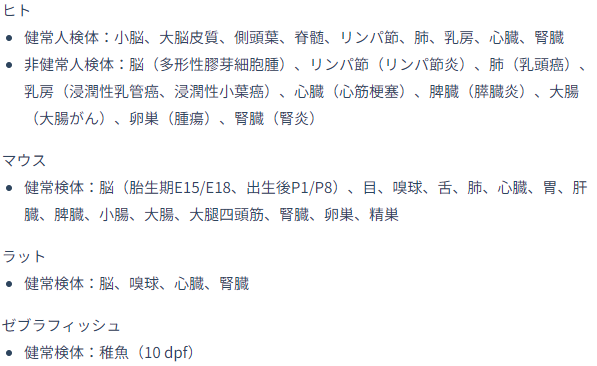 ヒト
• 健常人検体：小脳、大脳皮質、側頭葉、脊髄、リンパ節、肺、乳房、心臓、腎臓
• 非健常人検体：脳（多形性膠芽細胞腫）、リンパ節（リンパ節炎）、肺（乳頭癌）、
乳房（浸潤性乳管癌、浸潤性小葉癌）、心臓（心筋梗塞）、脾臓（膵臓炎）、大腸
（大腸がん）、卵巣（腫瘍）、腎臓（腎炎）
マウス
• 健常検体：脳（胎生期E15/E18、出生後P1/P8）、目、嗅球、舌、肺、心臓、胃、肝
臓、脾臓、小腸、大腸、大腿四頭筋、腎臓、卵巣、精巣
ラット
• 健常検体：脳、嗅球、心臓、腎臓
ゼブラフィッシュ
• 健常検体：稚魚（10 dpf）